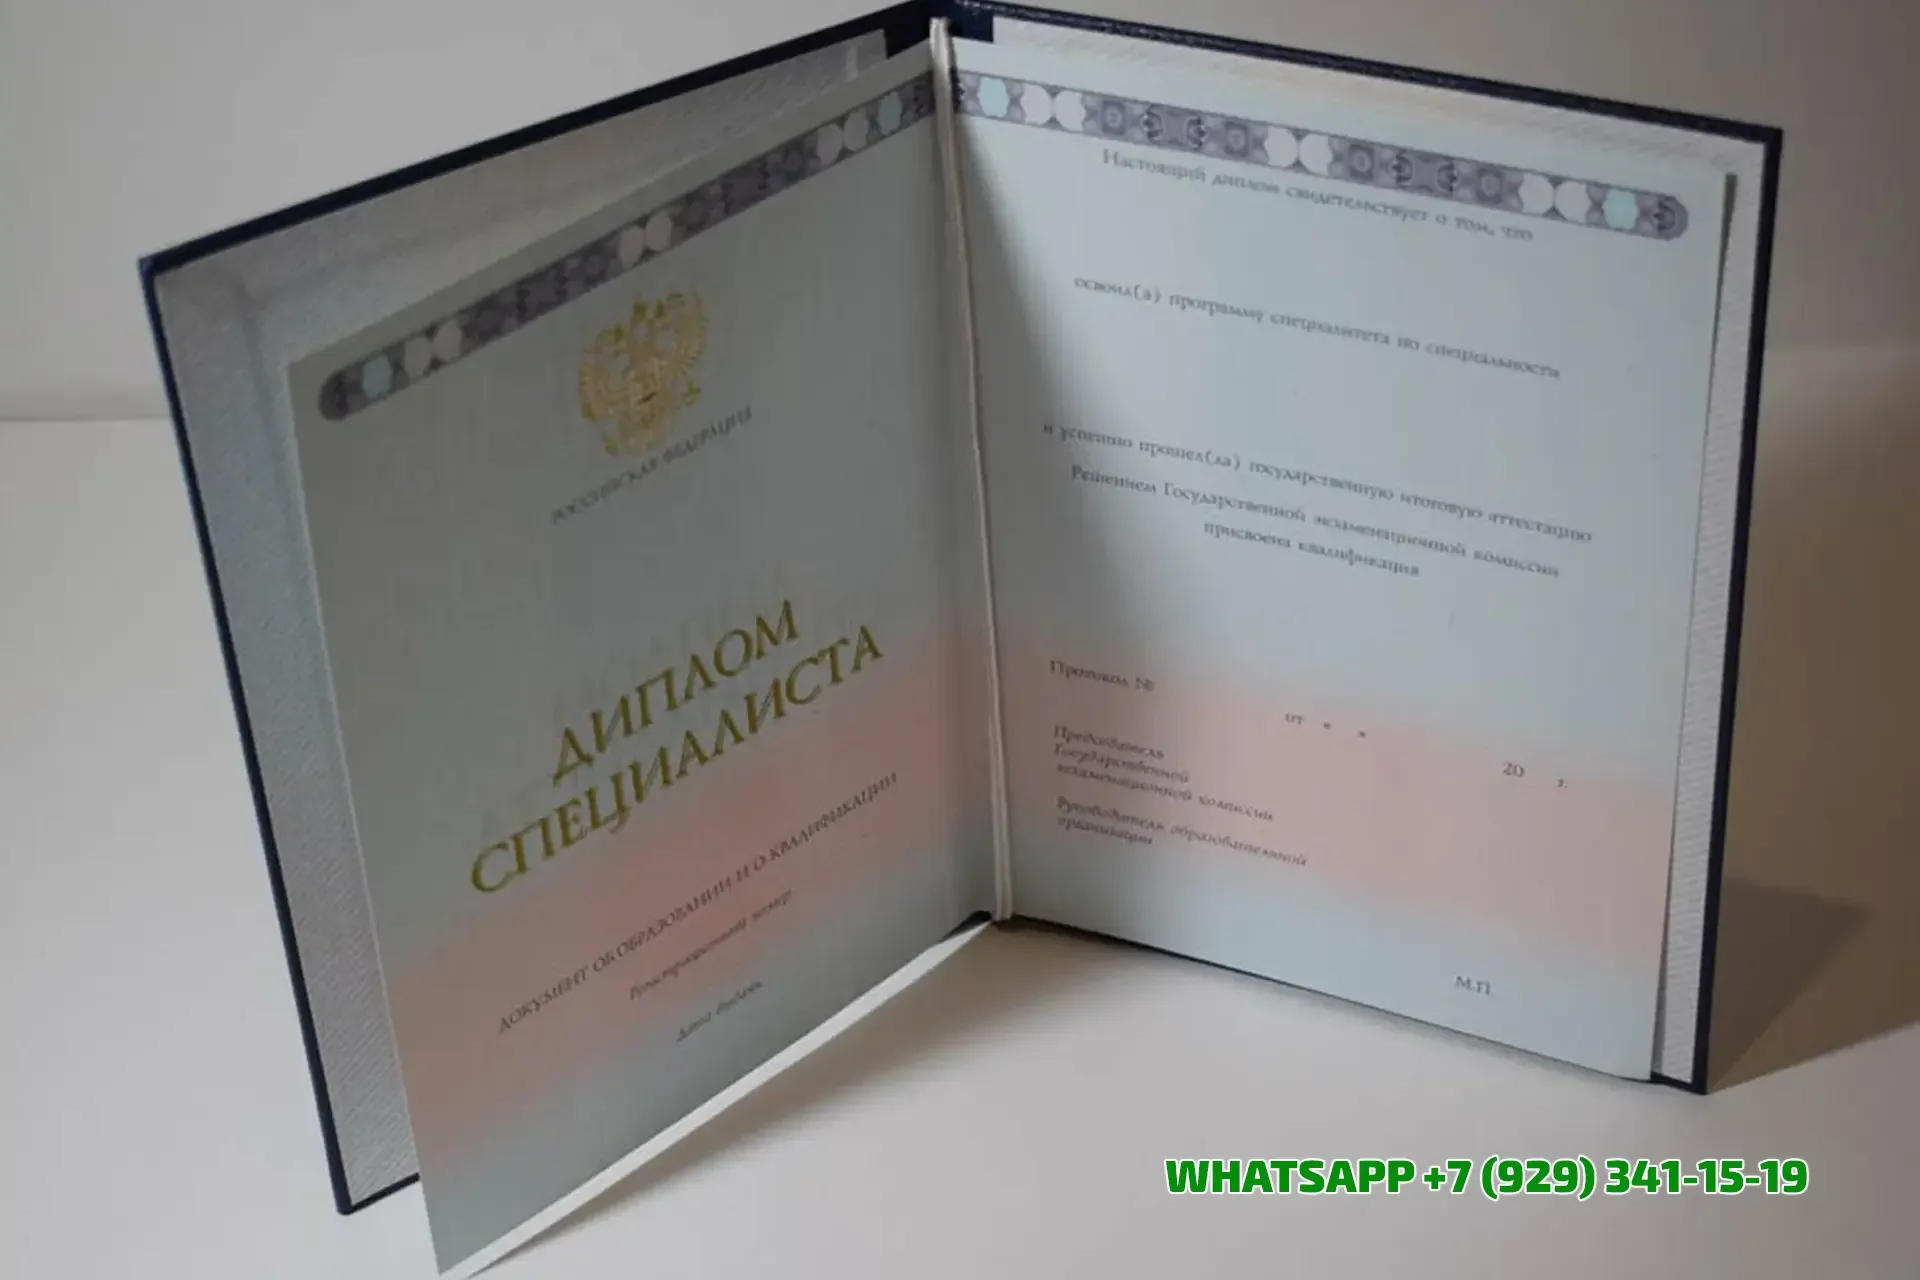 РОССИЙСКАЯ ФЕДЕРАЦИЯ
ДИПЛОМ
СПЕЦИАЛИСТА
ДОКУМЕНТ ОБ ОБРАЗОВАНИИ И О КВАЛИФИКАЦИИ
Регистрационный номер
Дата выдачи
Настоящий диплом свидетельствует о том, что
освоил(а) программу специалитета по специальности
и успешно прошел(ла) государственную итоговую аттестацию
Решением Государственной экзаменационной комиссии
присвоена квалификация
Протокол №
от « »
20 г.
Председатель
Государственной
экзаменационной комиссии
Руководитель образовательной
организации
М.П.
WHATSAPP +7 (929) 341-15-19